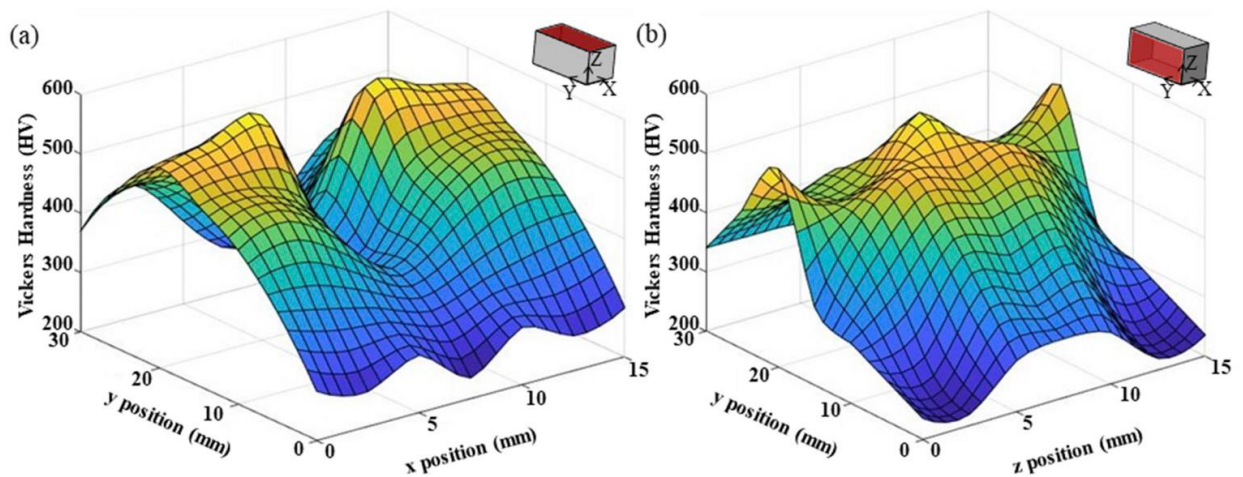 (a)
Z
Y
X
Vickers Hardness (HV)
600
500
400
300
200
30
20
10
0
0
5
10
15
y position (mm)
x position (mm)
(b)
Z
Y
X
Vickers Hardness (HV)
600
500
400
300
200
30
20
10
0
0
5
10
15
y position (mm)
z position (mm)